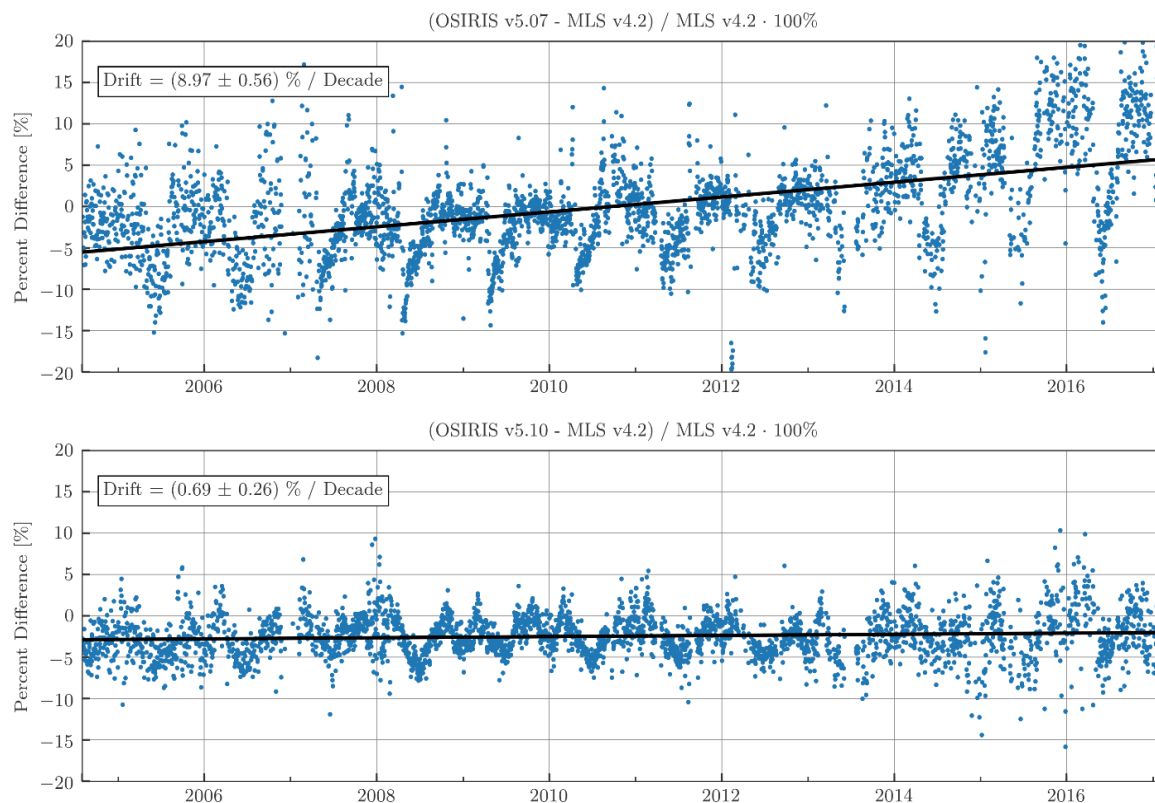 (OSIRIS v5.07 - MLS v4.2) / MLS v4.2 · 100%
Percent Difference [%]
20
15
10
5
0
−5
−10
−15
−20
Drift = (8.97 ± 0.56) % / Decade
2006 2008 2010 2012 2014 2016
(OSIRIS v5.10 - MLS v4.2) / MLS v4.2 · 100%
Percent Difference [%]
20
15
10
5
0
−5
−10
−15
−20
Drift = (0.69 ± 0.26) % / Decade
2006 2008 2010 2012 2014 2016